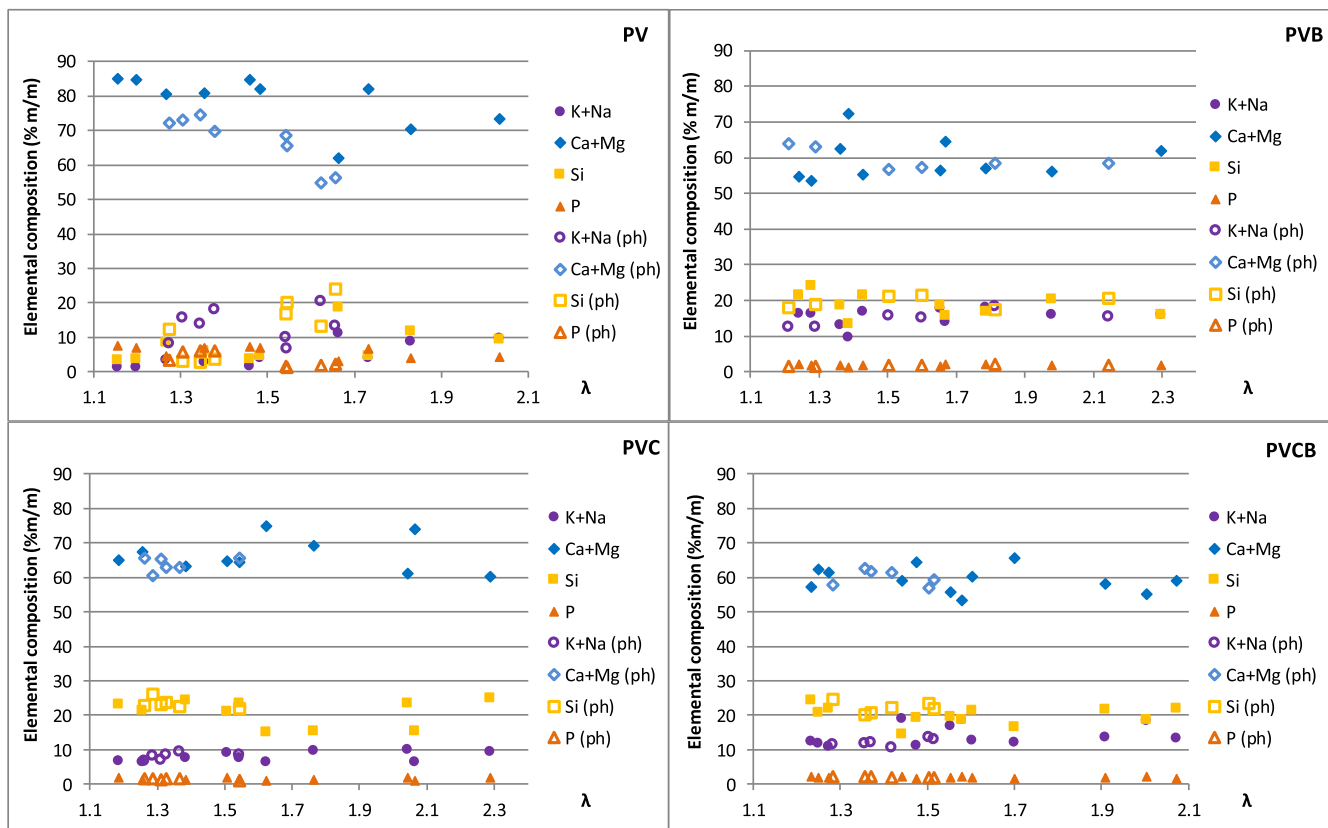 PV
Elemental composition (% m/m)
90
80
70
60
50
40
30
20
10
0
1.1 1.3 1.5 1.7 1.9 2.1
λ
K+Na
Ca+Mg
Si
P
K+Na (ph)
Ca+Mg (ph)
Si (ph)
P (ph)
PVB
Elemental composition (% m/m)
90
80
70
60
50
40
30
20
10
0
1.1 1.3 1.5 1.7 1.9 2.1 2.3
λ
K+Na
Ca+Mg
Si
P
K+Na (ph)
Ca+Mg (ph)
Si (ph)
P (ph)
PVC
Elemental composition (%m/m)
90
80
70
60
50
40
30
20
10
0
1.1 1.3 1.5 1.7 1.9 2.1 2.3
λ
K+Na
Ca+Mg
Si
P
K+Na (ph)
Ca+Mg (ph)
Si (ph)
P (ph)
PVCB
Elemental composition (%m/m)
90
80
70
60
50
40
30
20
10
0
1.1 1.3 1.5 1.7 1.9 2.1
λ
K+Na
Ca+Mg
Si
P
K+Na (ph)
Ca+Mg (ph)
Si (ph)
P (ph)